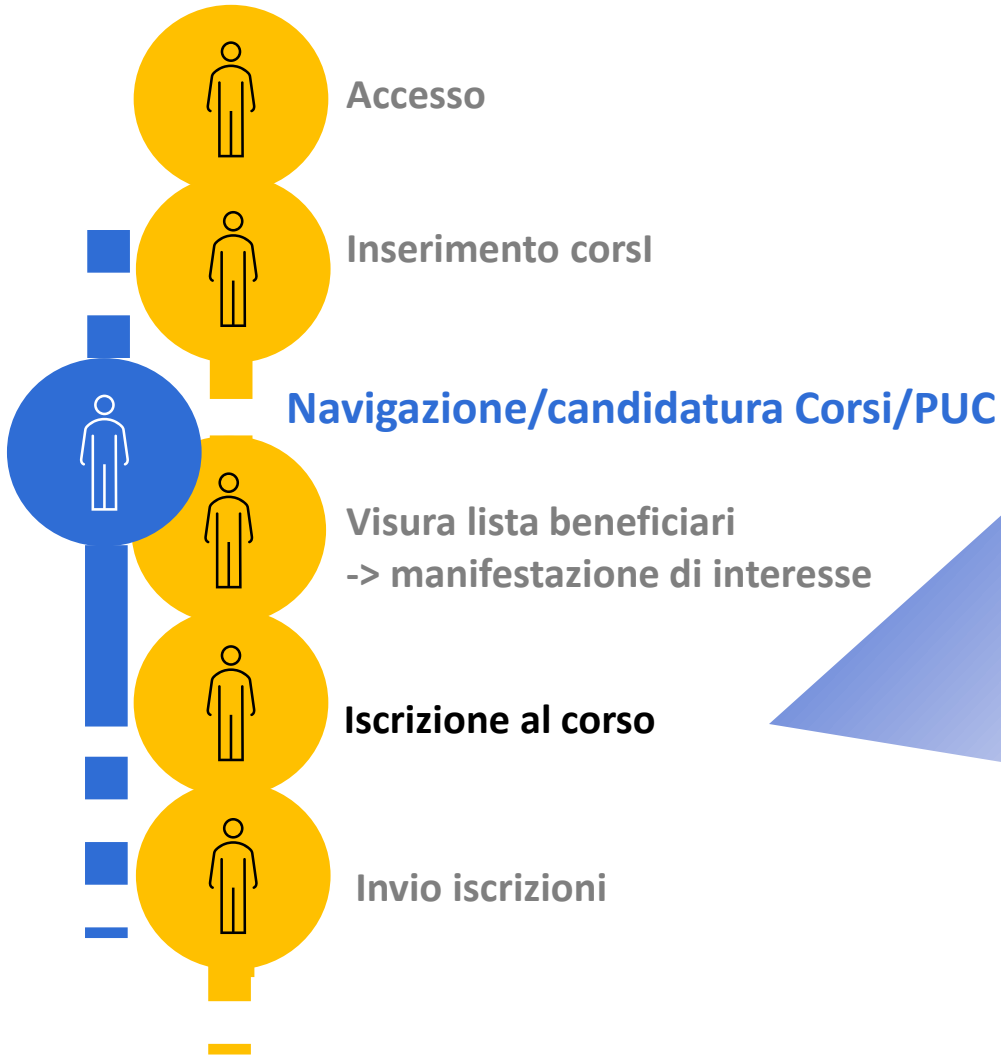 Accesso
Inserimento corsI
Navigazione/candidatura Corsi/PUC
Visura lista beneficiari
-> manifestazione di interesse
Iscrizione al corso
Invio iscrizioni